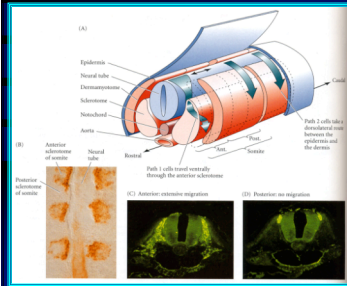 (A)
Epidermis
Neural tube
Dermamyotome
Sclerotome
Notochord
Aorta
Rostral
Caudal
Post.
Ant.
Somite
Path 1 cells travel ventrally
through the anterior sclerotome
Path 2 cells take a
dorsolateral route
between the
epidermis and
the dermis
(B)
Anterior
sclerotome
of somite
Neural
tube
Posterior
sclerotome
of somite
(C) Anterior: extensive migration
(D) Posterior: no migration